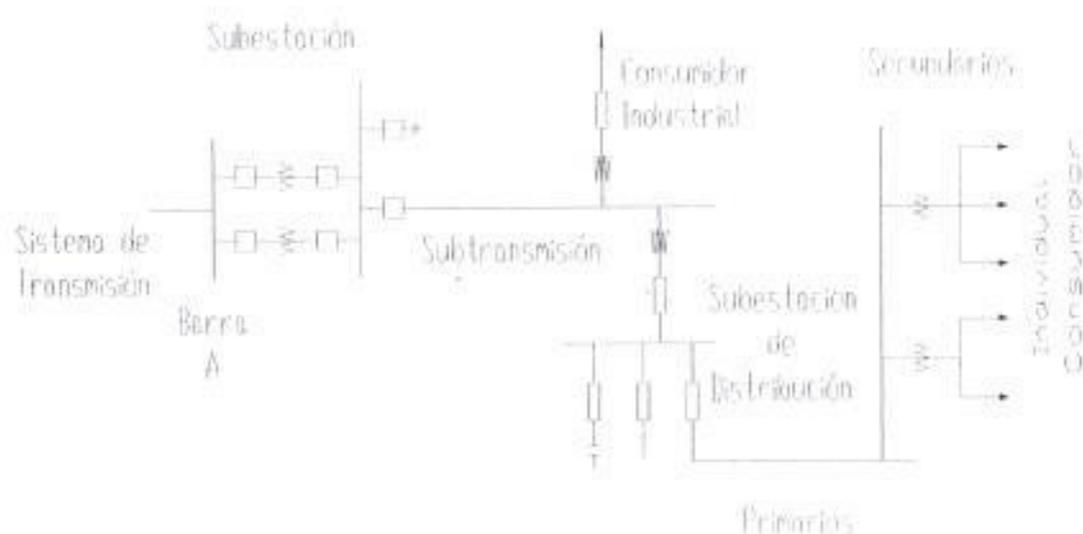 Subestación
Consumidor
Industrial
Secundarios
Sistema de
Transmisión
Barra
A
Subtransmisión
Subestación
de
Distribución
Individual
Consumidor
Primarios